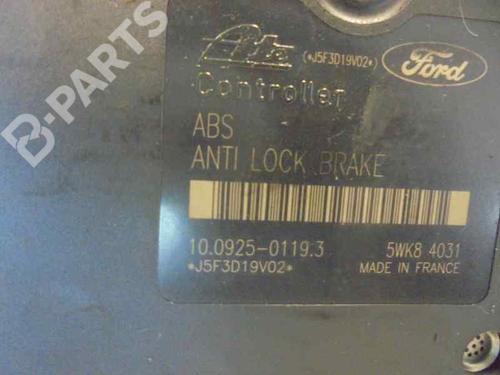 Ate
(*J5F3D19V02*)
Ford
Controller
ABS
ANTI LOCK BRAKE
10.0925-0119.3
5WK8 4031
*J5F3D19V02*
MADE IN FRANCE
B-PARTS